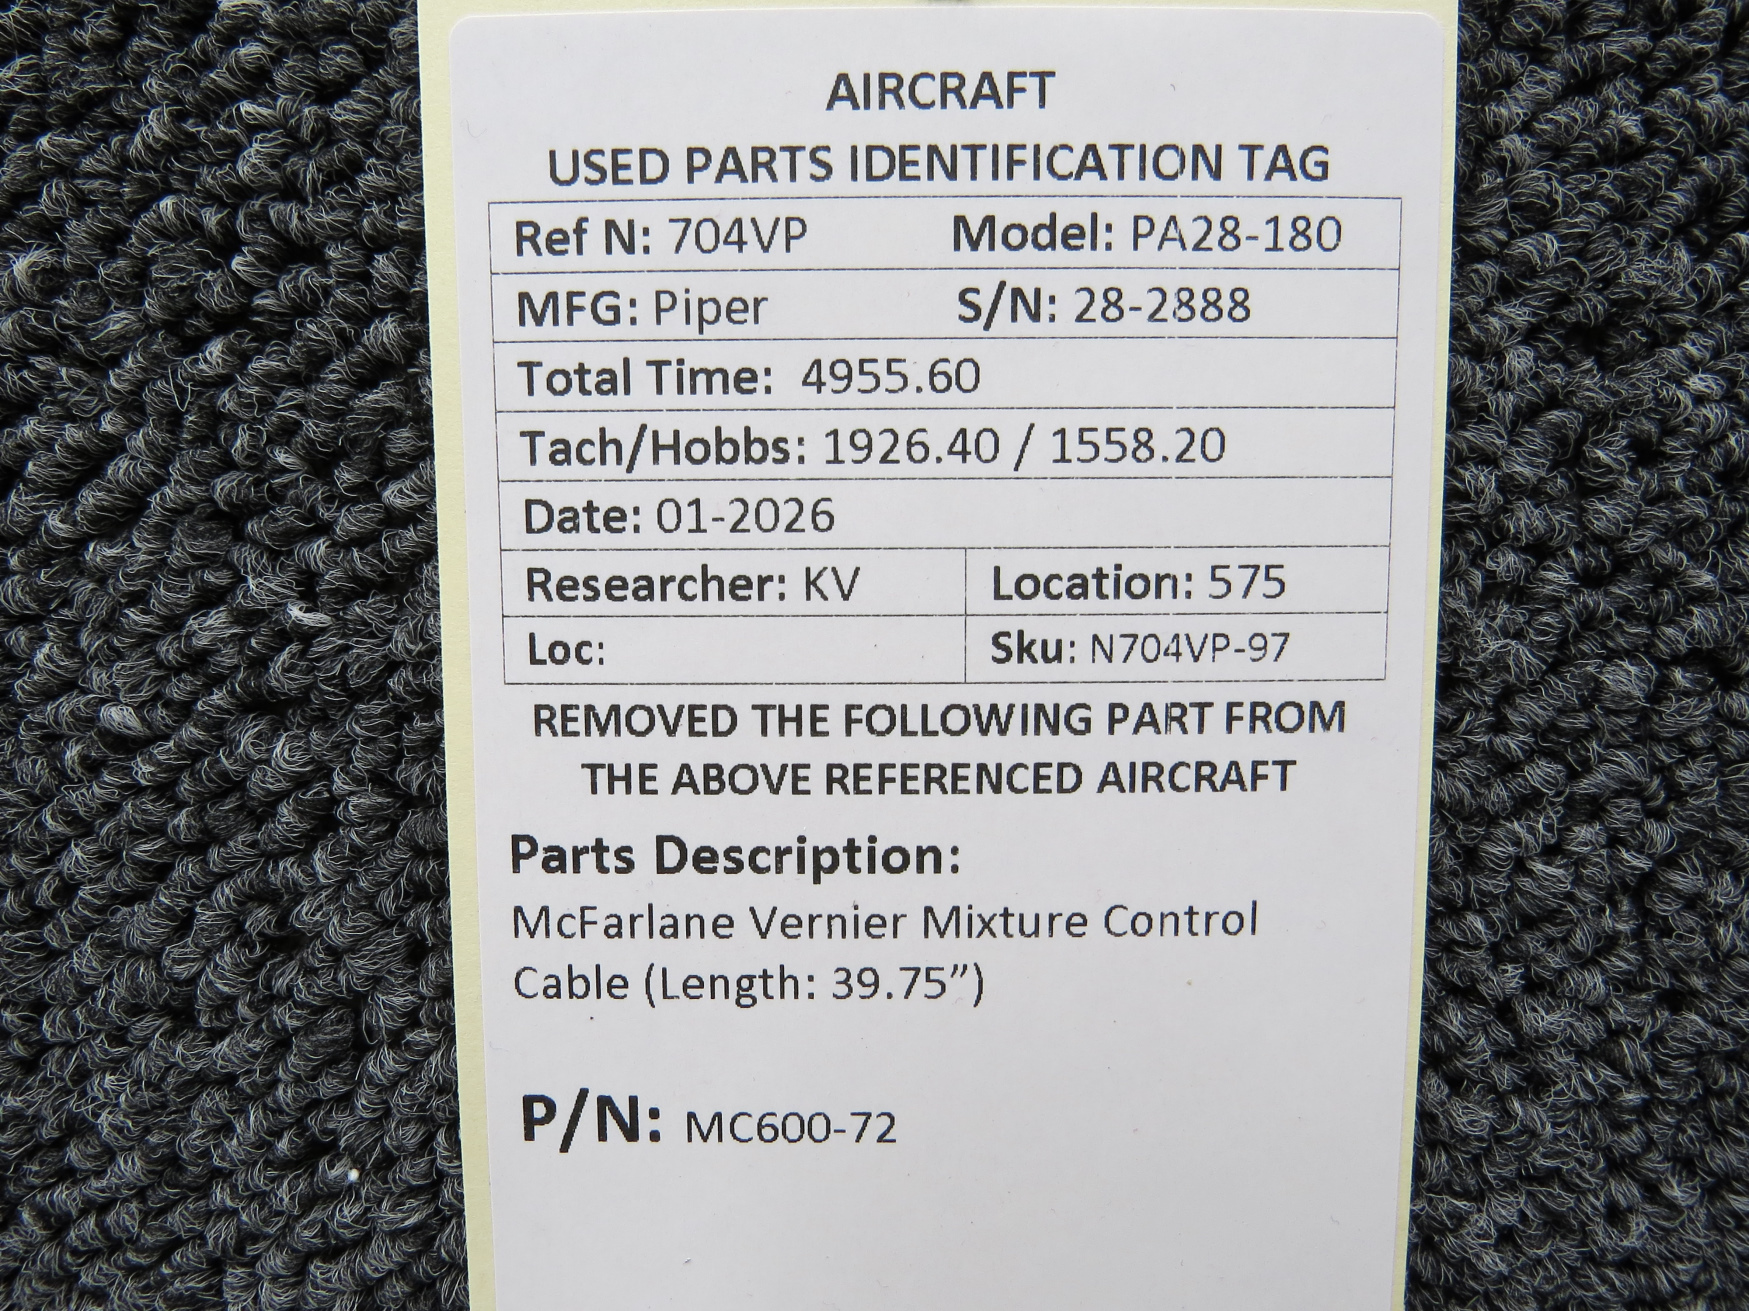 AIRCRAFT
USED PARTS IDENTIFICATION TAG
Ref N: 704VP Model: PA28-180
MFG: Piper S/N: 28-2888
Total Time: 4955.60
Tach/Hobbs: 1926.40 / 1558.20
Date: 01-2026
Researcher: KV Location: 575
Loc: Sku: N704VP-97
REMOVED THE FOLLOWING PART FROM
THE ABOVE REFERENCED AIRCRAFT
Parts Description:
McFarlane Vernier Mixture Control
Cable (Length: 39.75”)
P/N: MC600-72